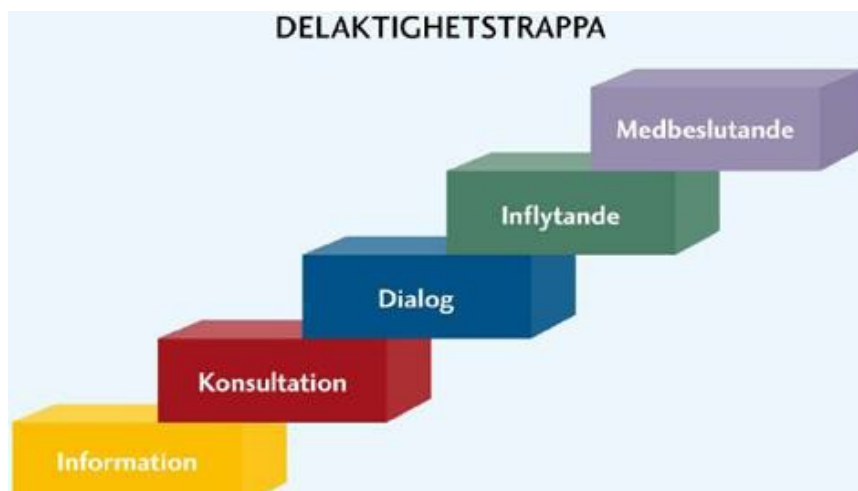 DELAKTIGHETSTRAPPA
Medbeslutande
Inflytande
Dialog
Konsultation
Information